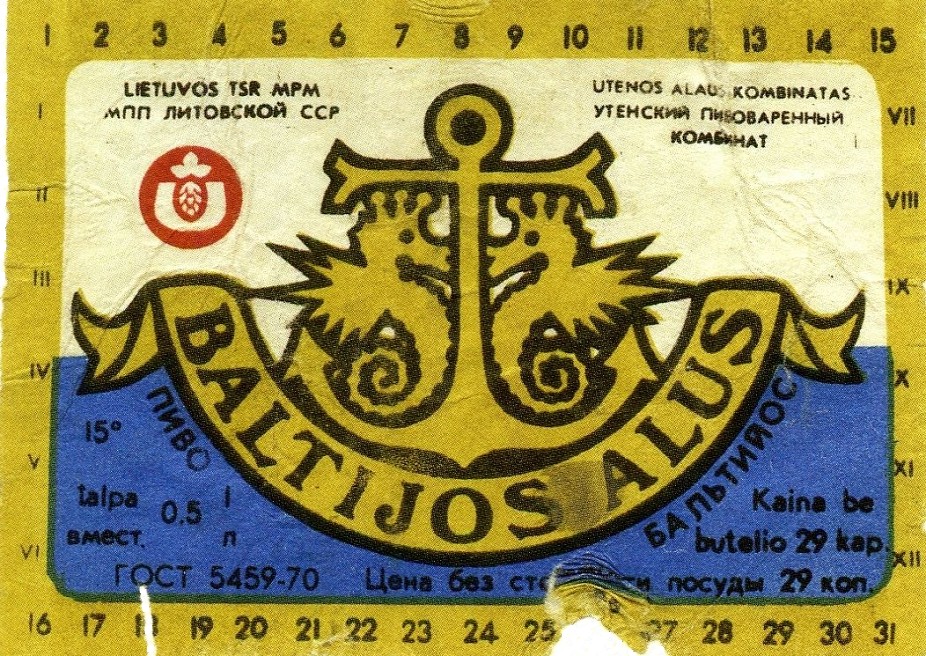 1 2 3 4 5 6 7 8 9 10 11 12 13 14 15
LIETUVOS TSR MPM
МПП ЛИТОВСКОЙ ССР
UTENOS ALAUS KOMBINATAS
УТЕНСКИЙ ПИВОВАРЕННЫЙ
КОМБИНАТ
I
II
III
IV
V
VI
VII
VIII
IX
X
XI
XII
BALTIJOS ALUS
ПИВО БАЛЬТИЙОС
15°
talpa 0.5 l
вмест. л
Kaina be
butelio 29 kap.
ГОСТ 5459-70
Цена без посуды 29 коп.
16 17 18 19 20 21 22 23 24 25 27 28 29 30 31